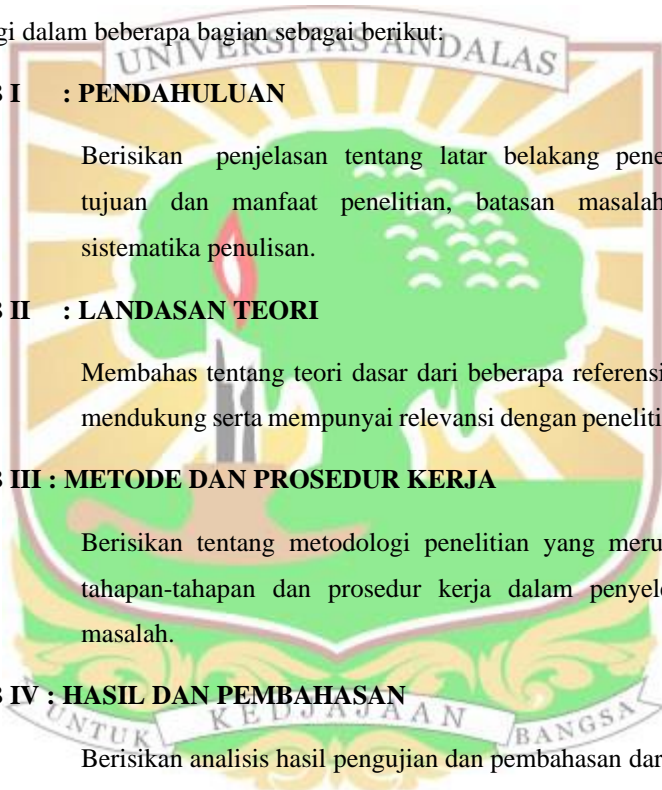 gi dalam beberapa bagian sebagai berikut:
UNIVERSITAS ANDALAS
B I : PENDAHULUAN
Berisikan penjelasan tentang latar belakang pene
tujuan dan manfaat penelitian, batasan masalah
sistematika penulisan.
B II : LANDASAN TEORI
Membahas tentang teori dasar dari beberapa referensi
mendukung serta mempunyai relevansi dengan peneliti
B III : METODE DAN PROSEDUR KERJA
Berisikan tentang metodologi penelitian yang meru
tahapan-tahapan dan prosedur kerja dalam penyele
masalah.
B IV : HASIL DAN PEMBAHASAN
UNTUK KEDJAJAAN BANGSA
Berisikan analisis hasil pengujian dan pembahasan dar